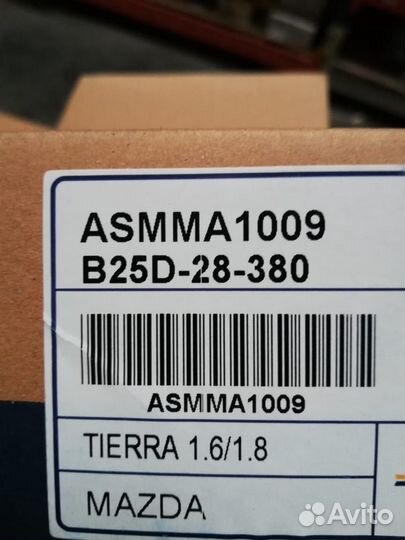 ASMMA1009
B25D-28-380
ASMMA1009
TIERRA 1.6/1.8
MAZDA
Avito